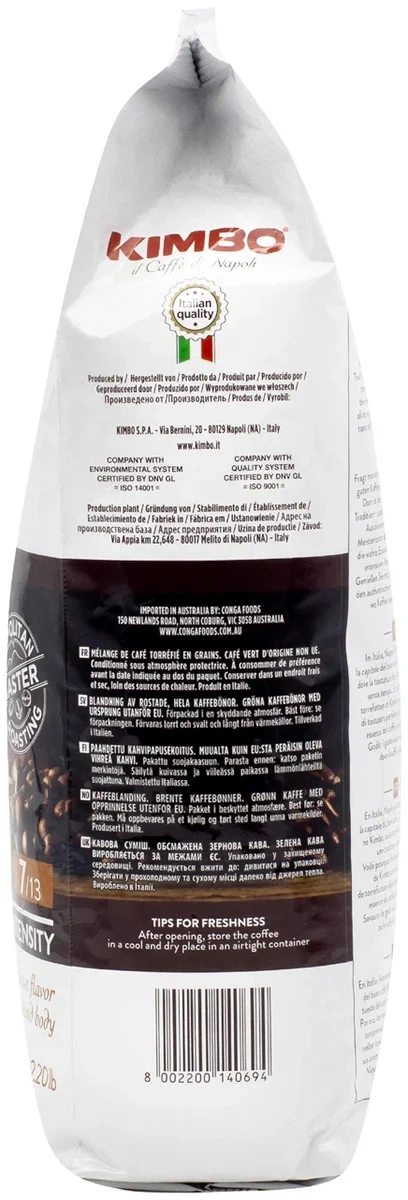 KIMBO®
il Caffè di Napoli
Italian
quality
Produced by / Hergestellt von / Prodotto da / Produit par / Producido por /
Geproduceerd door / Produzido por / Wyprodukowane we włoszech /
Произведено от /Производитель / Produs de / Vyrobil:
KIMBO S.P.A. - Via Bernini, 20 - 80129 Napoli (NA) - Italy
www.kimbo.it
COMPANY WITH
ENVIRONMENTAL SYSTEM
CERTIFIED BY DNV GL
= ISO 14001 =
COMPANY WITH
QUALITY SYSTEM
CERTIFIED BY DNV GL
= ISO 9001 =
Production plant / Gründung von / Stabilimento di / Établissement de /
Establecimiento de / Fabriek in / Fábrica em / Ustanowienie / Адрес на
производствена база / Адрес предприятия / Uzina de productie / Závod:
Via Appia km 22,648 - 80017 Melito di Napoli (NA) - Italy
IMPORTED IN AUSTRALIA BY: CONGA FOODS
150 NEWLANDS ROAD, NORTH COBURG, VIC 3058 AUSTRALIA
WWW.CONGAFOODS.COM.AU
FR MÉLANGE DE CAFÉ TORRÉFIÉ EN GRAINS. CAFÉ VERT D'ORIGINE NON UE.
Conditionné sous atmosphère protectrice. À consommer de préférence
avant la date indiquée au dos du paquet. Conserver dans un endroit frais
et sec, loin des sources de chaleur. Produit en Italie.
SV BLANDNING AV ROSTADE, HELA KAFFEBÖNOR. GRÖNA KAFFEBÖNOR MED
URSPRUNG UTANFÖR EU. Förpackad i en skyddande atmosfär. Bäst före: se
förpackningen. Förvaras torrt och svalt och långt från värmekällor. Tillverkad
i Italien.
FI PAAHDETTU KAHVIPAPUSEKOITUS. MUUALTA KUIN EU:STA PERÄISIN OLEVA
VIHREÄ KAHVI. Pakattu suojakaasuun. Parasta ennen: katso paketin
merkintöjä. Säilytä kuivassa ja viileässä paikassa lämmönlähteiltä
suojattuna. Valmistettu Italiassa.
NO KAFFEBLANDING. BRENTE KAFFEBØNNER. GRØNN KAFFE MED
OPPRINNELSE UTENFOR EU. Pakket i beskyttet atmosfære. Best før: se
pakken. Må oppbevares på et kjølig og tørt sted langt unna varmekilder.
Produsert i Italia.
UK КАВОВА СУМІШ. ОБСМАЖЕНА ЗЕРНОВА КАВА. ЗЕЛЕНА КАВА
ВИРОБЛЯЄТЬСЯ ЗА МЕЖАМИ ЄС. Упаковано у захищеному
середовищі. Рекомендується вжити до: дивитися на упаковці.
Зберігати у прохолодному та сухому місці далеко від джерел тепла.
Вироблено в Італії.
7/13
TIPS FOR FRESHNESS
After opening, store the coffee
in a cool and dry place in an airtight container
flavor
body
2.20lb
8 002200 140694